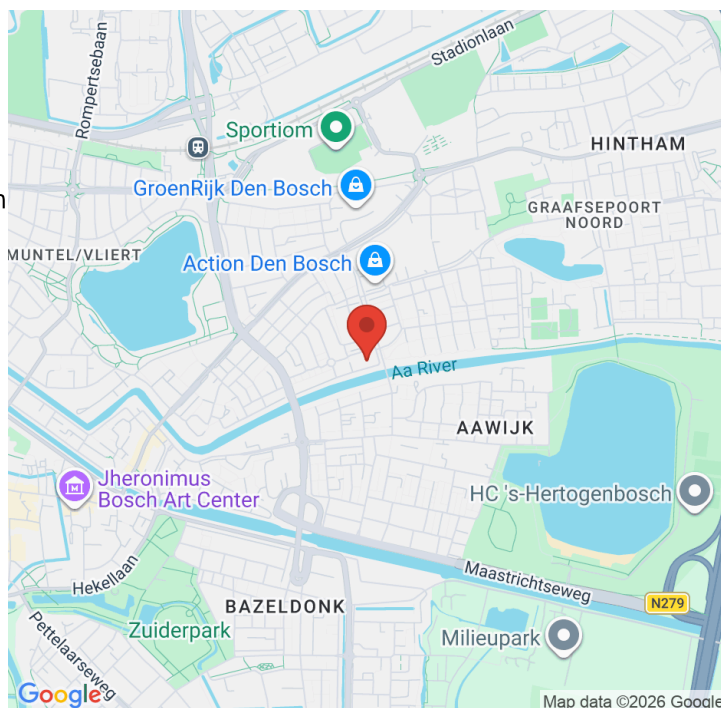 Rompertsebaan
Stadionlaan
Sportiom
HINTHAM
n
GroenRijk Den Bosch
GRAAFSEPOORT
NOORD
MUNTEL/VLIERT
Action Den Bosch
Aa River
AAWIJK
Jheronimus
Bosch Art Center
HC 's-Hertogenbosch
Hekellaan
Maastrichtseweg
BAZELDONK
N279
Zuiderpark
Milieupark
Pettelaarseweg
Google
Map data ©2026 Google